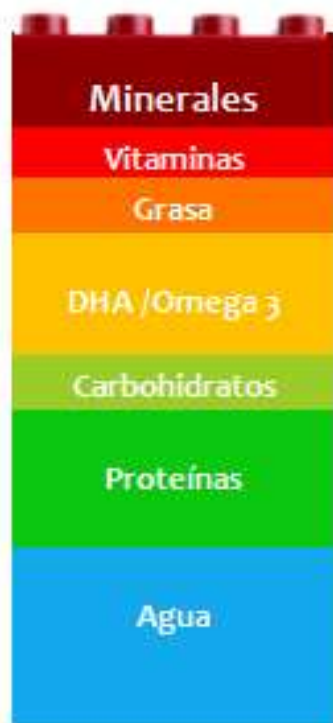 Minerales
Vitaminas
Grasa
DHA /Omega 3
Carbohidratos
Proteínas
Agua